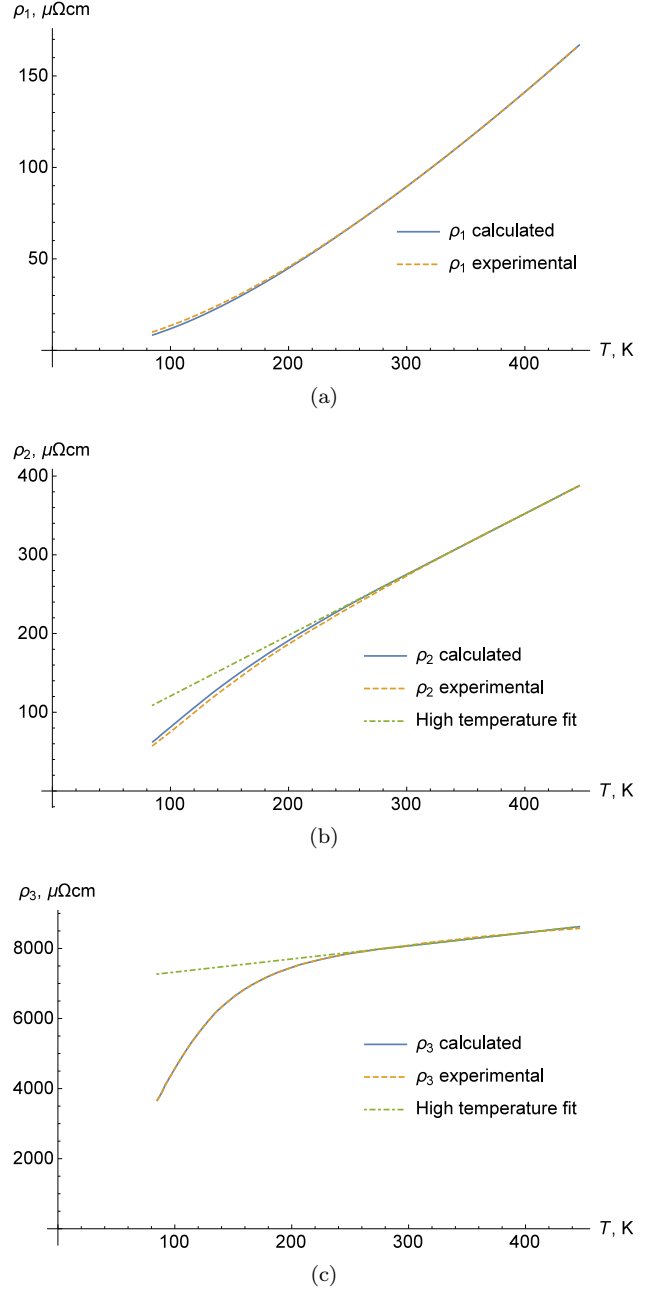 ρ1, μΩcm
150
100
50
ρ1 calculated
ρ1 experimental
100
200
300
400
T, K
(a)
ρ2, μΩcm
400
300
200
100
ρ2 calculated
ρ2 experimental
High temperature fit
100
200
300
400
T, K
(b)
ρ3, μΩcm
8000
6000
4000
2000
ρ3 calculated
ρ3 experimental
High temperature fit
100
200
300
400
T, K
(c)